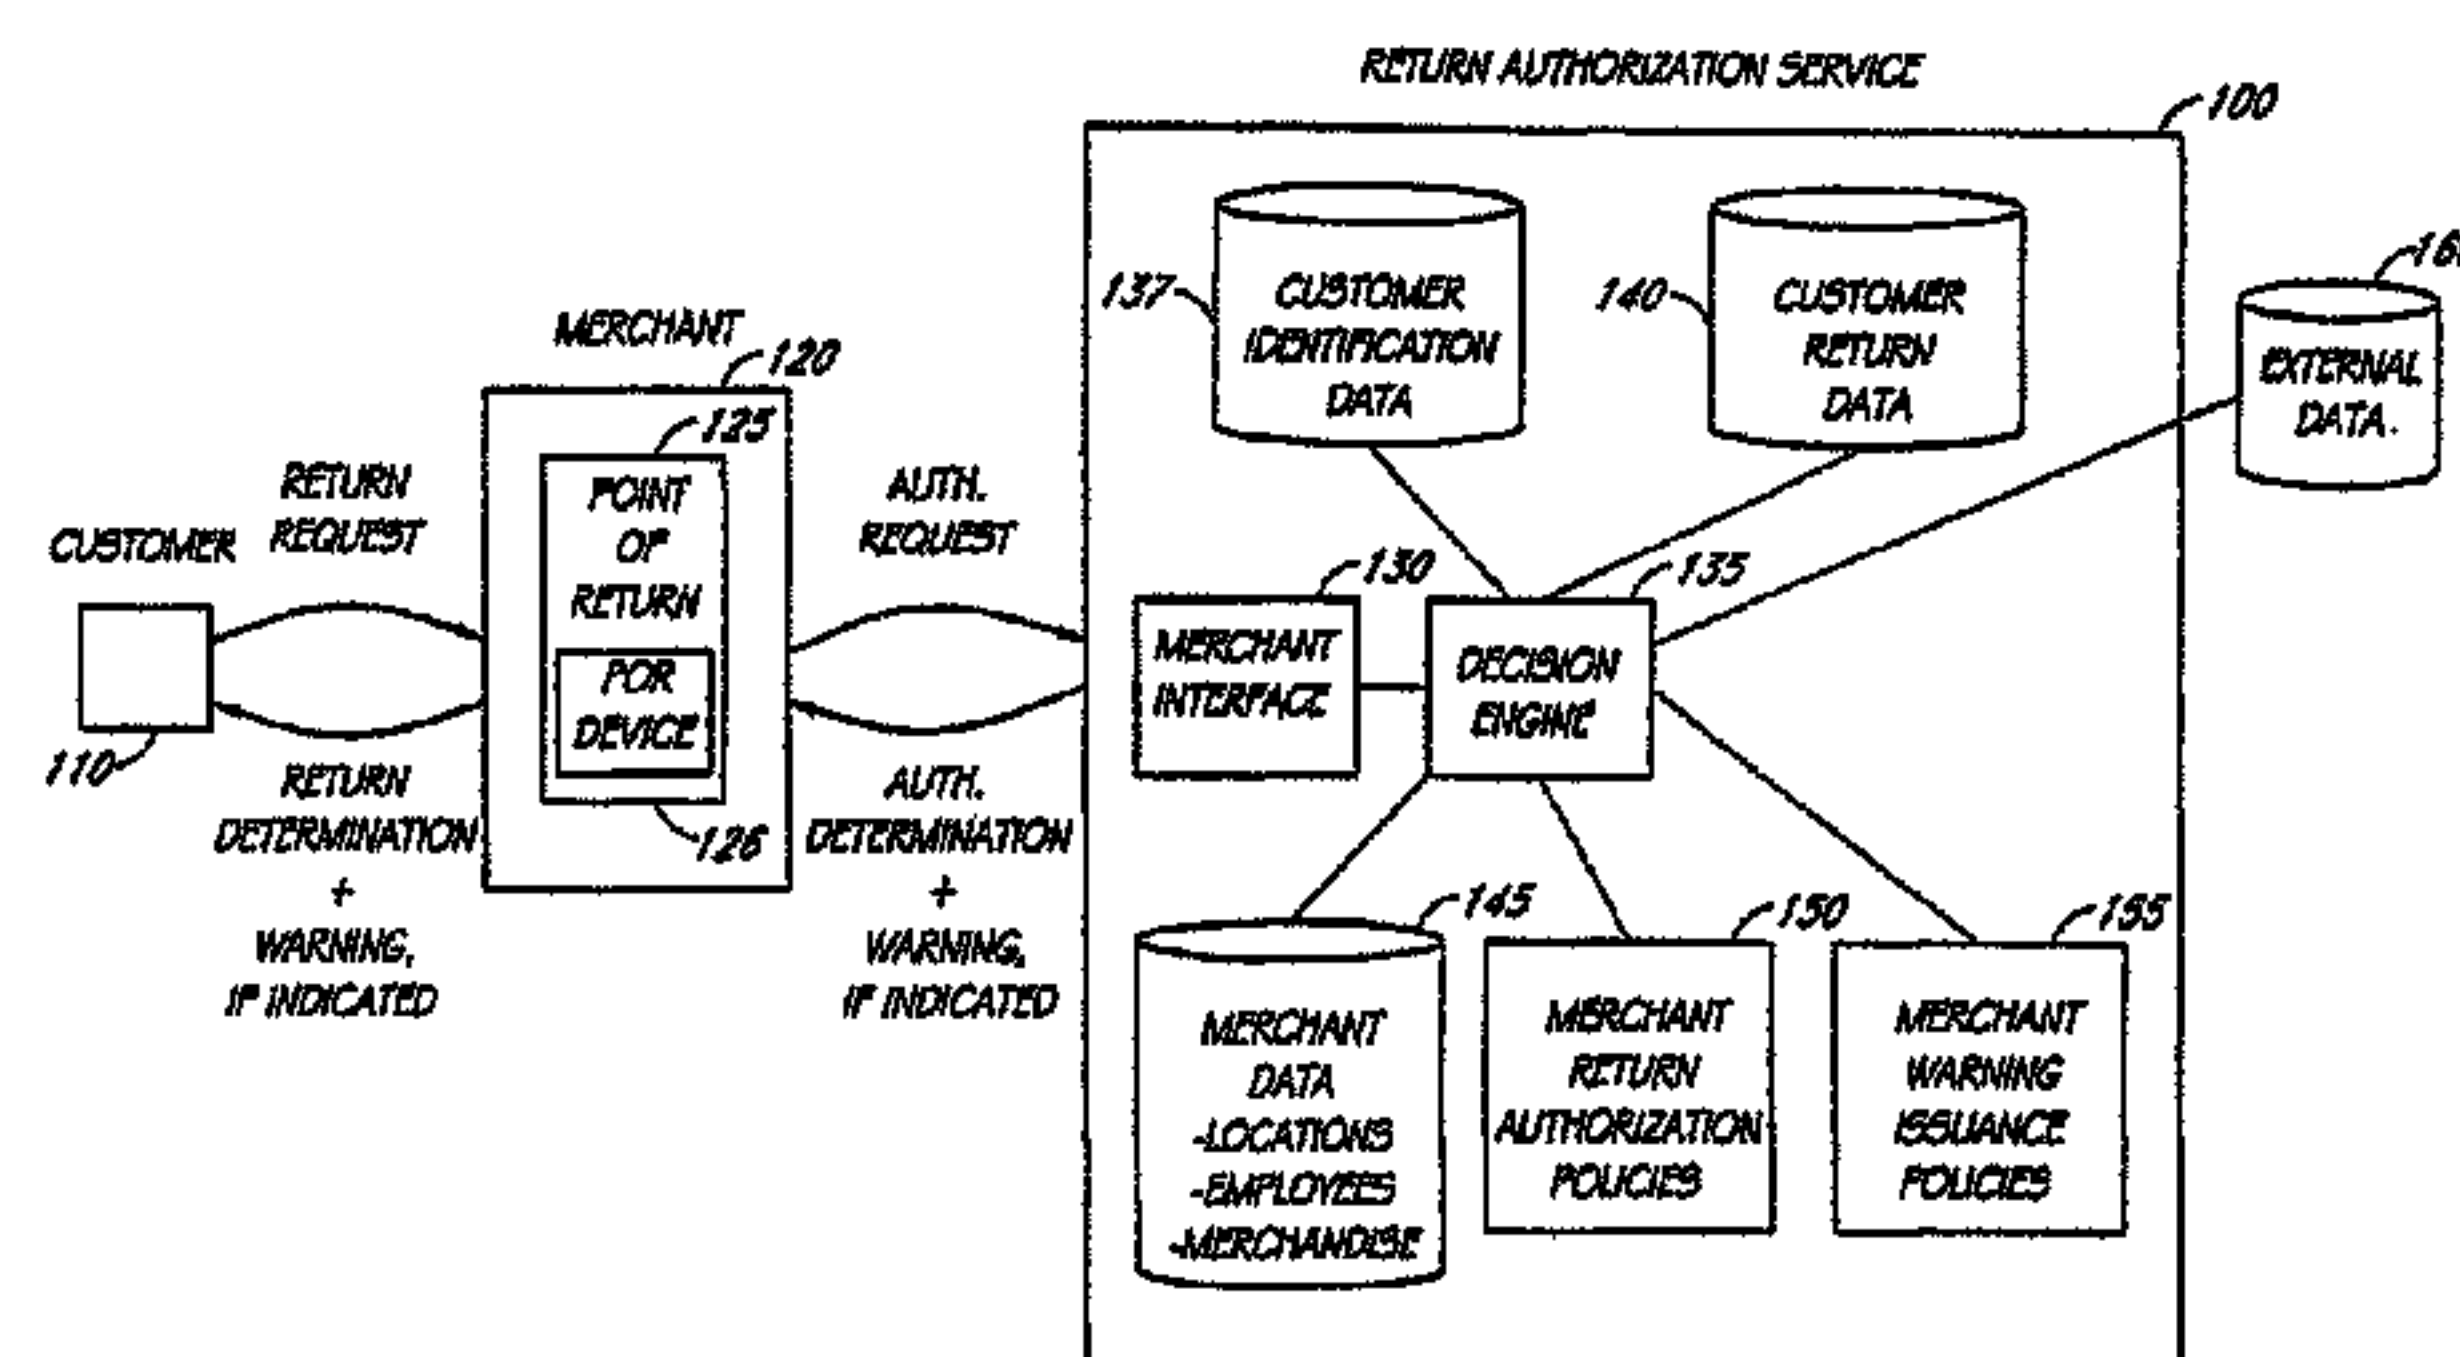 RETURN AUTHORIZATION SERVICE
100
137
CUSTOMER
IDENTIFICATION
DATA
140
CUSTOMER
RETURN
DATA
EXTERNAL
DATA.
MERCHANT
120
125
POINT
OF
RETURN
POR
DEVICE
126
CUSTOMER
110
RETURN
REQUEST
RETURN
DETERMINATION
+
WARNING,
IF INDICATED
AUTH.
REQUEST
AUTH.
DETERMINATION
+
WARNING,
IF INDICATED
130
MERCHANT
INTERFACE
135
DECISION
ENGINE
145
MERCHANT
DATA
-LOCATIONS
-EMPLOYEES
-MERCHANDISE
150
MERCHANT
RETURN
AUTHORIZATION
POLICIES
155
MERCHANT
WARNING
ISSUANCE
POLICIES